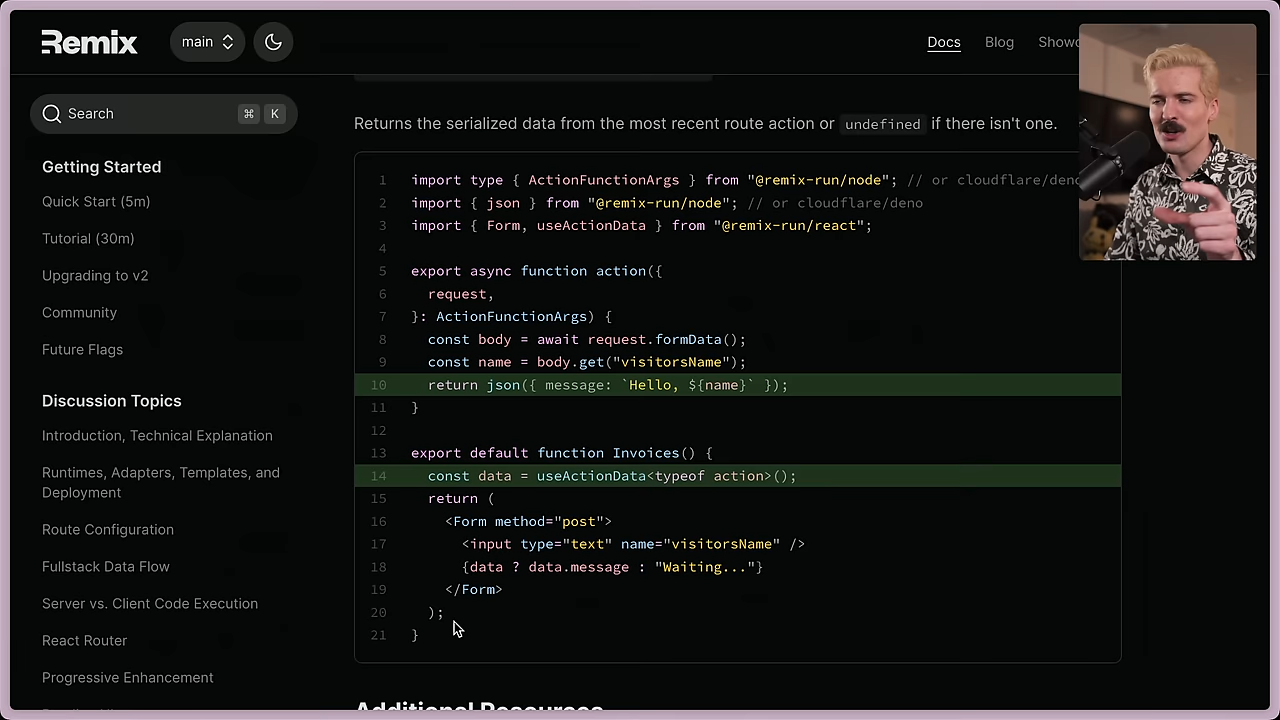 Remix
main
Docs
Blog
Showc
Search
⌘ K
Getting Started
Quick Start (5m)
Tutorial (30m)
Upgrading to v2
Community
Future Flags
Discussion Topics
Introduction, Technical Explanation
Runtimes, Adapters, Templates, and
Deployment
Route Configuration
Fullstack Data Flow
Server vs. Client Code Execution
React Router
Progressive Enhancement
Returns the serialized data from the most recent route action or undefined if there isn't one.
1 import type { ActionFunctionArgs } from "@remix-run/node"; // or cloudflare/deno
2 import { json } from "@remix-run/node"; // or cloudflare/deno
3 import { Form, useActionData } from "@remix-run/react";
4
5 export async function action({
6 request,
7 }: ActionFunctionArgs) {
8 const body = await request.formData();
9 const name = body.get("visitorsName");
10 return json({ message: `Hello, ${name}` });
11 }
12
13 export default function Invoices() {
14 const data = useActionData<typeof action>();
15 return (
16 <Form method="post">
17 <input type="text" name="visitorsName" />
18 {data ? data.message : "Waiting..."}
19 </Form>
20 );
21 }
Additional Resources